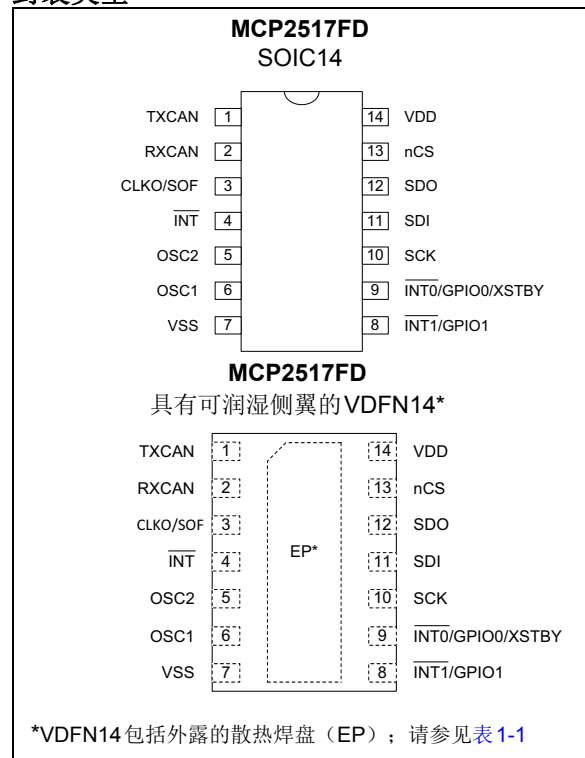 MCP2517FD
SOIC14
TXCAN 1 14 VDD
RXCAN 2 13 nCS
CLKO/SOF 3 12 SDO
INT 4 11 SDI
OSC2 5 10 SCK
OSC1 6 9 INT0/GPIO0/XSTBY
VSS 7 8 INT1/GPIO1
MCP2517FD
具有可润湿侧翼的VDFN14*
TXCAN 1 14 VDD
RXCAN 2 13 nCS
CLKO/SOF 3 12 SDO
INT 4 EP* 11 SDI
OSC2 5 10 SCK
OSC1 6 9 INT0/GPIO0/XSTBY
VSS 7 8 INT1/GPIO1
*VDFN14包括外露的散热焊盘（EP）；请参见表1-1